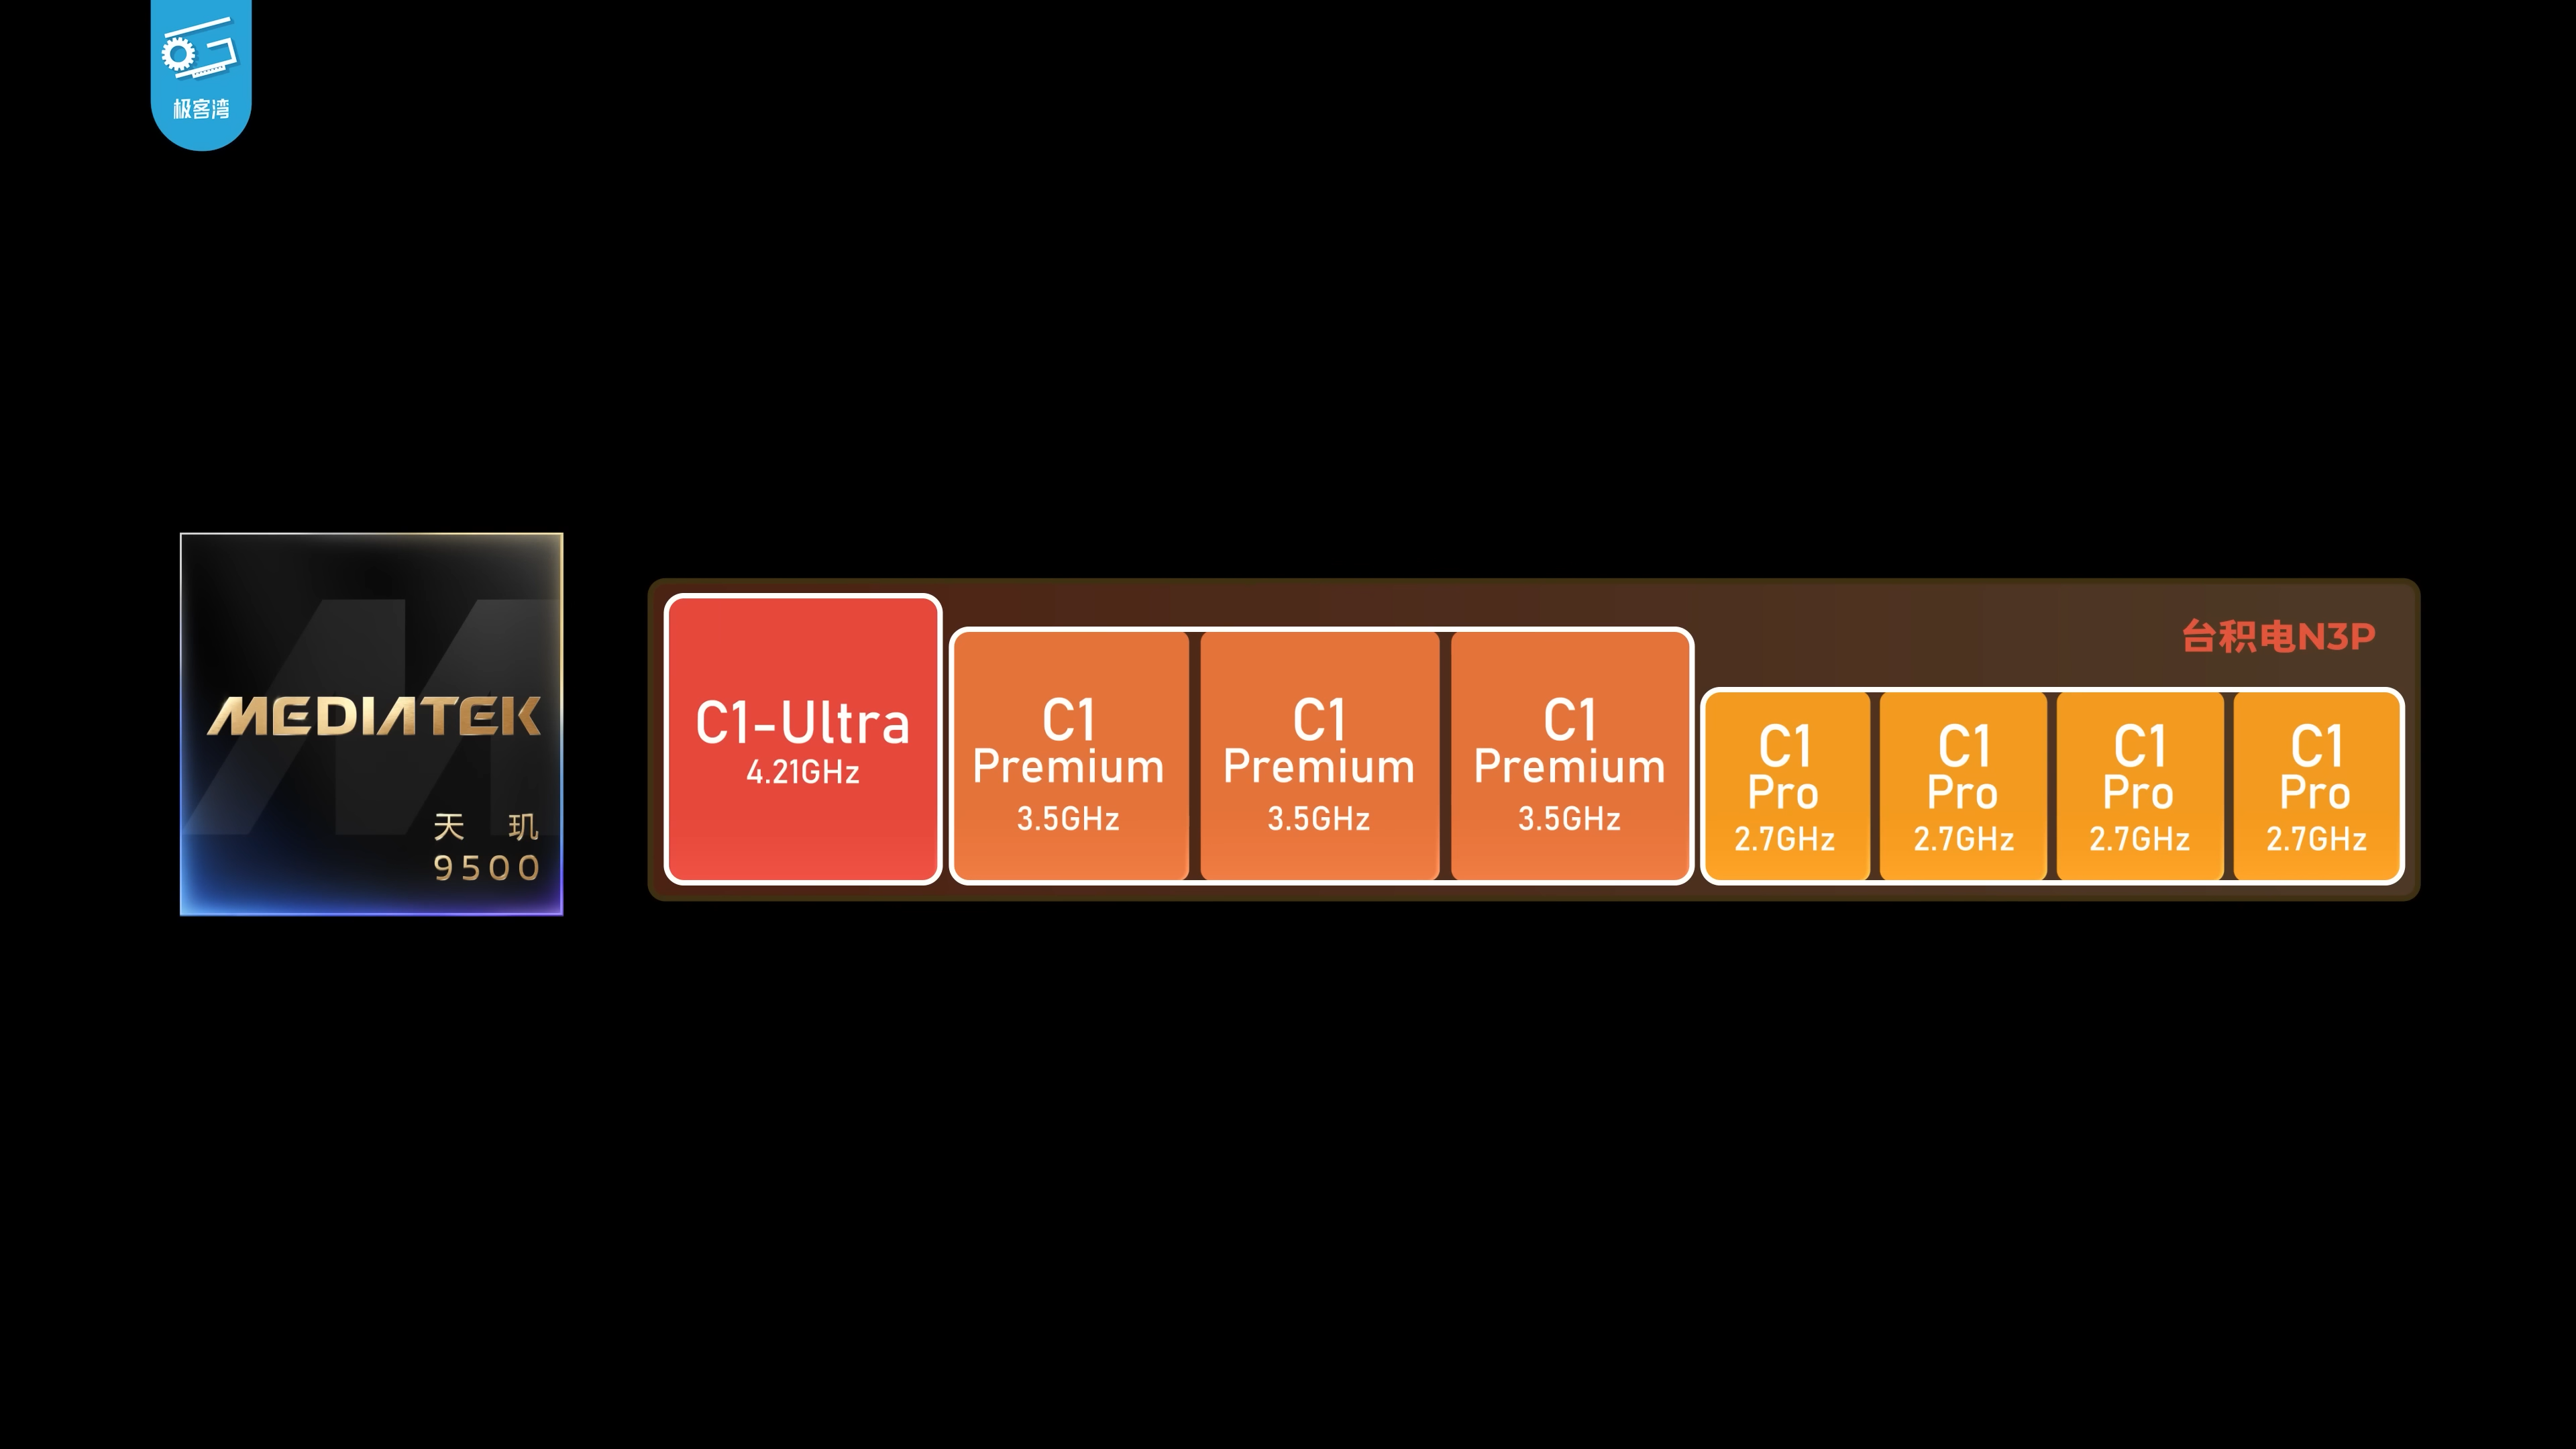 极客湾
MEDIATEK
天玑
9500
台积电N3P
C1-Ultra
4.21GHz
C1
Premium
3.5GHz
C1
Premium
3.5GHz
C1
Premium
3.5GHz
C1
Pro
2.7GHz
C1
Pro
2.7GHz
C1
Pro
2.7GHz
C1
Pro
2.7GHz